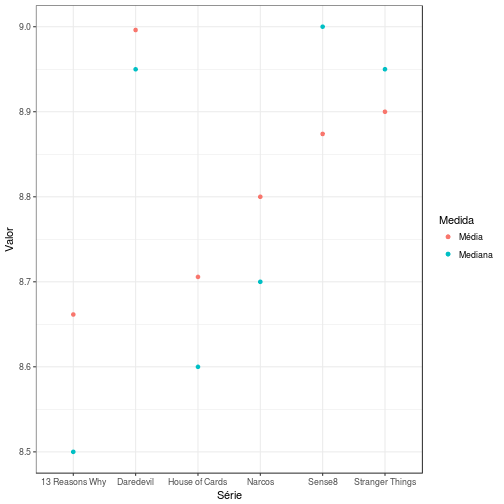 9.0
8.9
8.8
8.7
8.6
8.5
Valor
13 Reasons Why Daredevil House of Cards Narcos Sense8 Stranger Things
Série
Medida
Média
Mediana